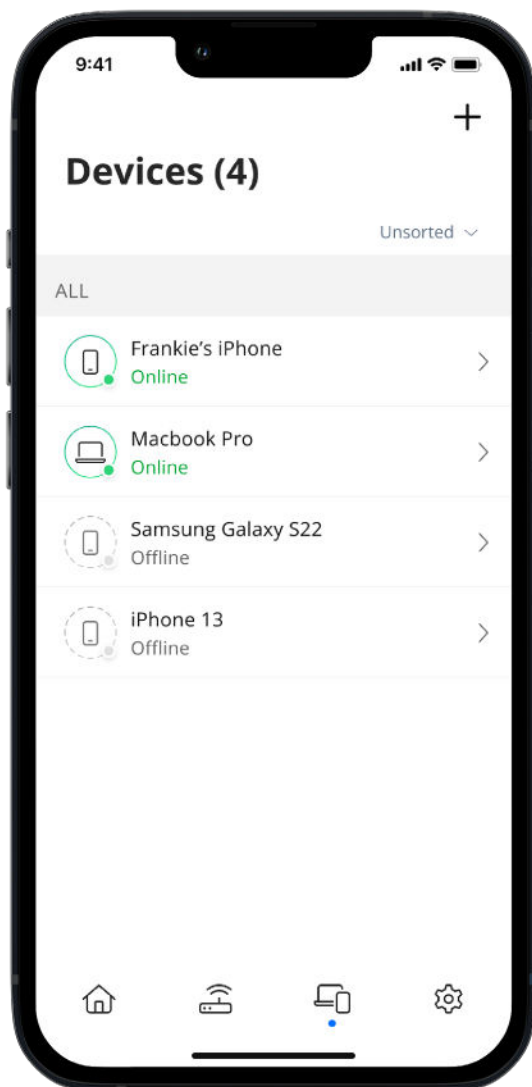 9:41
Devices (4)
Unsorted
ALL
Frankie’s iPhone
Online
Macbook Pro
Online
Samsung Galaxy S22
Offline
iPhone 13
Offline